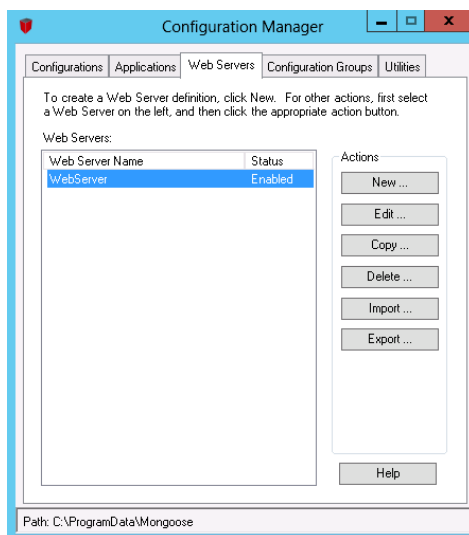 Configuration Manager
Configurations Applications Web Servers Configuration Groups Utilities
To create a Web Server definition, click New. For other actions, first select
a Web Server on the left, and then click the appropriate action button.
Web Servers:
Web Server Name Status
WebServer Enabled
Actions
New ...
Edit ...
Copy ...
Delete ...
Import ...
Export ...
Help
Path: C:\ProgramData\Mongoose